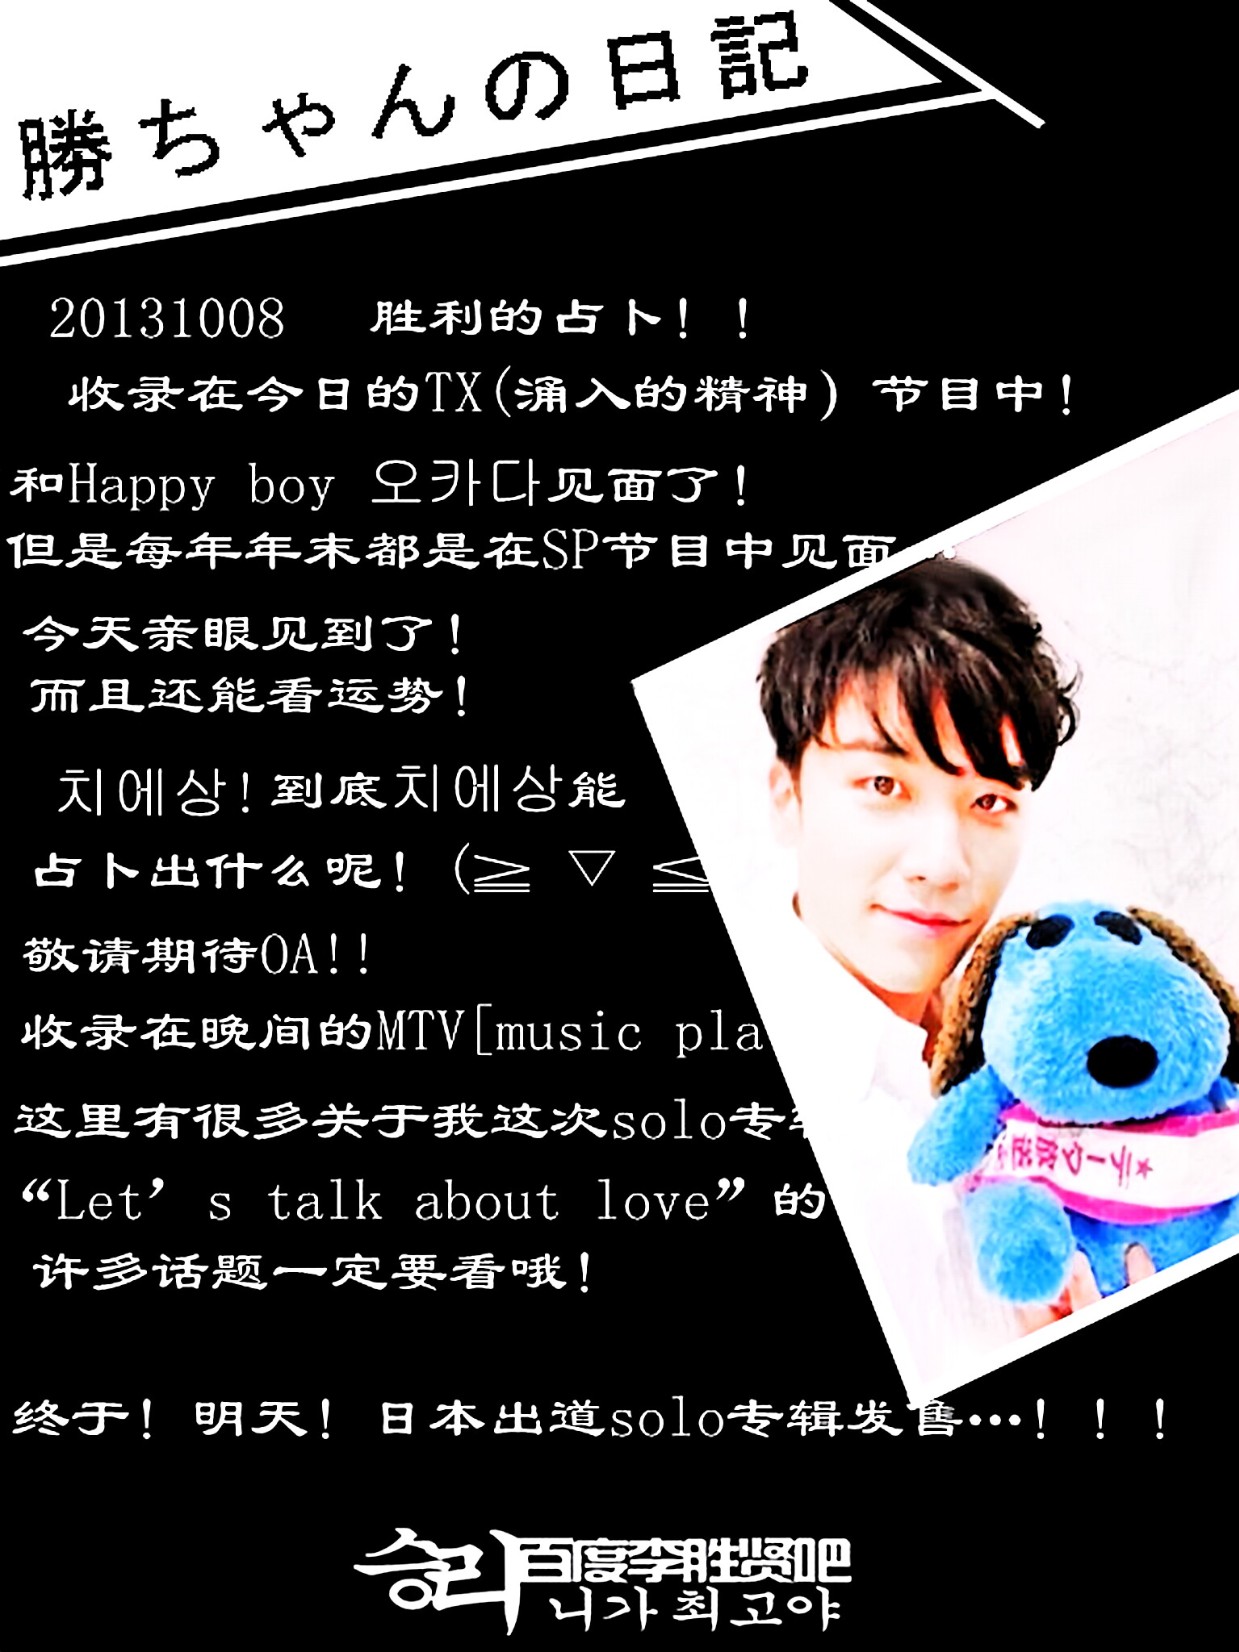 勝ちゃんの日記
20131008 胜利的占卜！！
收录在今日的TX(涌入的精神) 节目中！
和Happy boy 오카다见面了！
但是每年年末都是在SP节目中见面…
今天亲眼见到了！
而且还能看运势！
치에상！到底치에상能
占卜出什么呢！(≧ ▽ ≦
敬请期待OA!!
收录在晚间的MTV[music pla
这里有很多关于我这次solo专辑
“Let’s talk about love”的
许多话题一定要看哦！
终于！明天！日本出道solo专辑发售…！！！
승리百度李胜贤吧
니가 최고야